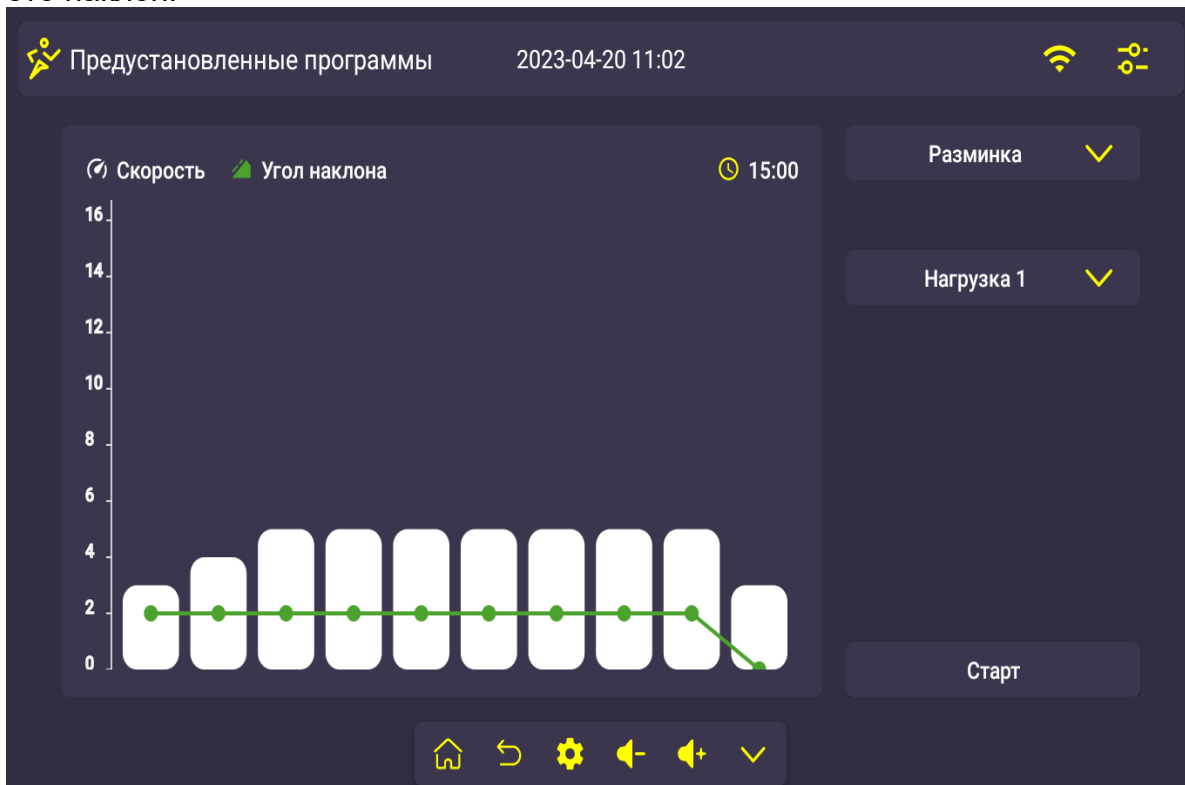 Предустановленные программы 2023-04-20 11:02
Скорость Угол наклона 15:00
16
14
12
10
8
6
4
2
0
Разминка
Нагрузка 1
Старт